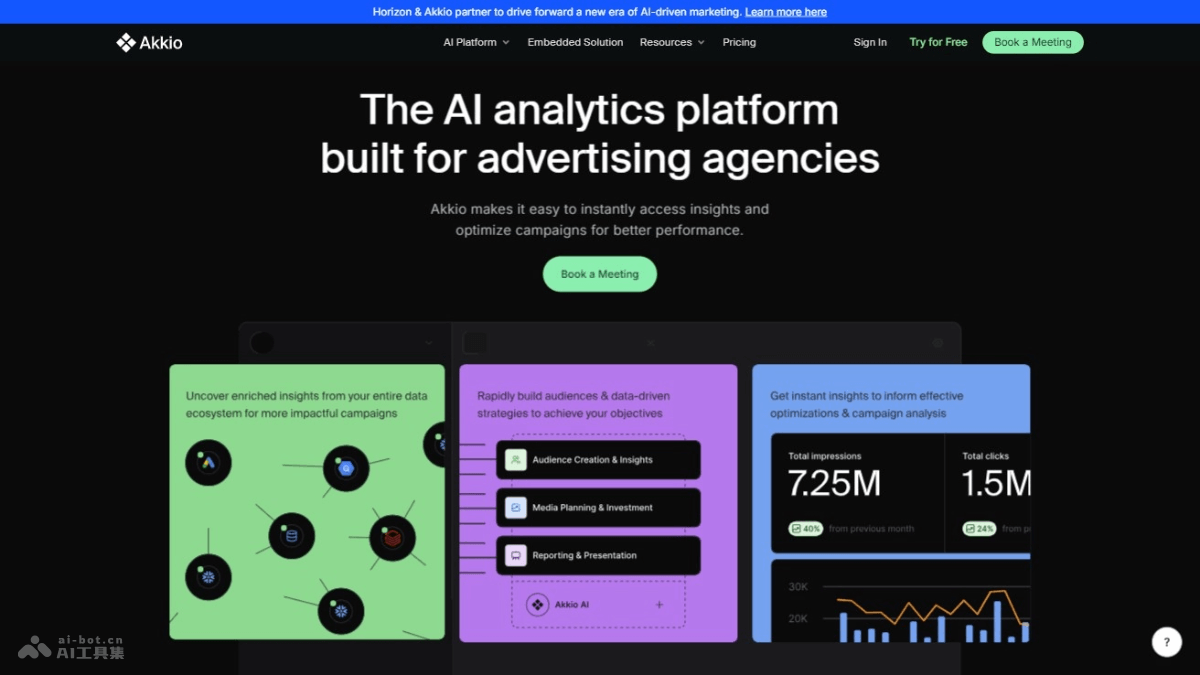 Horizon & Akkio partner to drive forward a new era of AI-driven marketing. Learn more here
Akkio
AI Platform
Embedded Solution
Resources
Pricing
Sign In
Try for Free
Book a Meeting
The AI analytics platform
built for advertising agencies
Akkio makes it easy to instantly access insights and
optimize campaigns for better performance.
Book a Meeting
Uncover enriched insights from your entire data
ecosystem for more impactful campaigns
Rapidly build audiences & data-driven
strategies to achieve your objectives
Audience Creation & Insights
Media Planning & Investment
Reporting & Presentation
Akkio AI
+
Get instant insights to inform effective
optimizations & campaign analysis
Total impressions
7.25M
40% from previous month
Total clicks
1.5M
24% from
30K
20K
?
ai-bot.cn
AI工具集